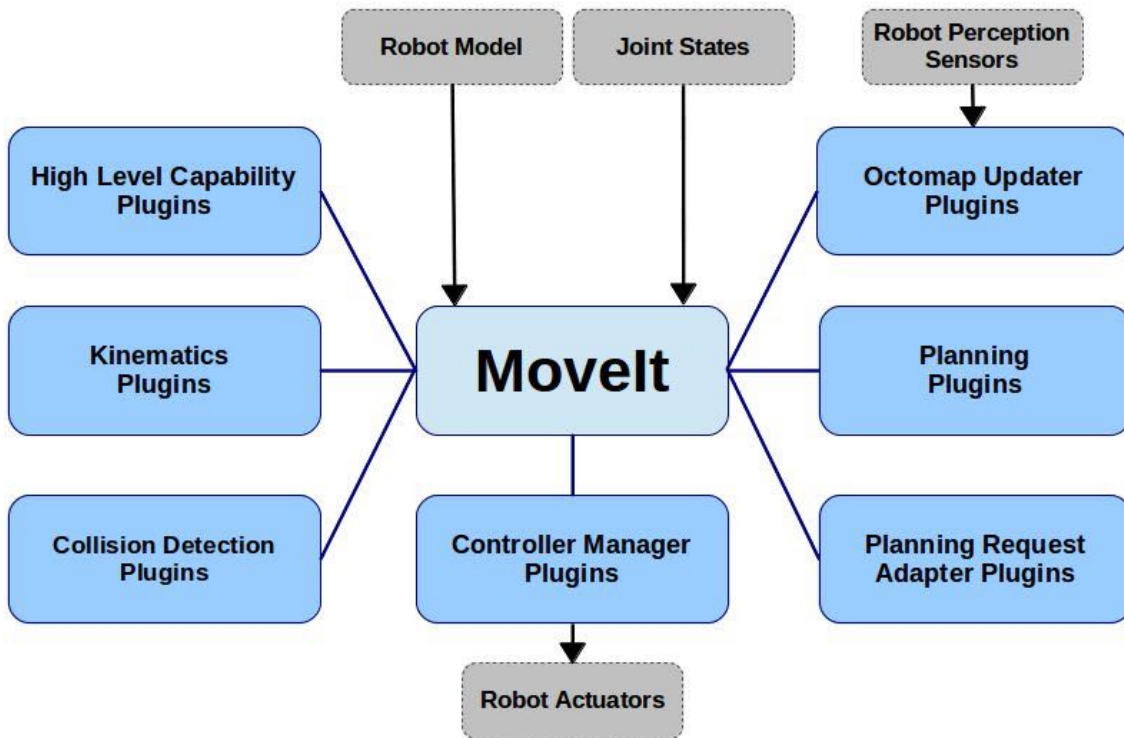 Robot Model
Joint States
Robot Perception
Sensors
High Level Capability
Plugins
Octomap Updater
Plugins
Kinematics
Plugins
MoveIt
Planning
Plugins
Collision Detection
Plugins
Controller Manager
Plugins
Planning Request
Adapter Plugins
Robot Actuators